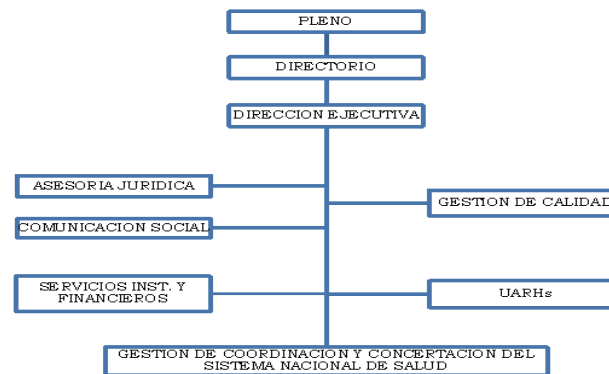 PLENO
DIRECTORIO
DIRECCION EJECUTIVA
ASESORIA JURIDICA
GESTION DE CALIDAD
COMUNICACION SOCIAL
SERVICIOS INST. Y
FINANCIEROS
UARHs
GESTION DE COORDINACION Y CONCERTACION DEL
SISTEMA NACIONAL DE SALUD